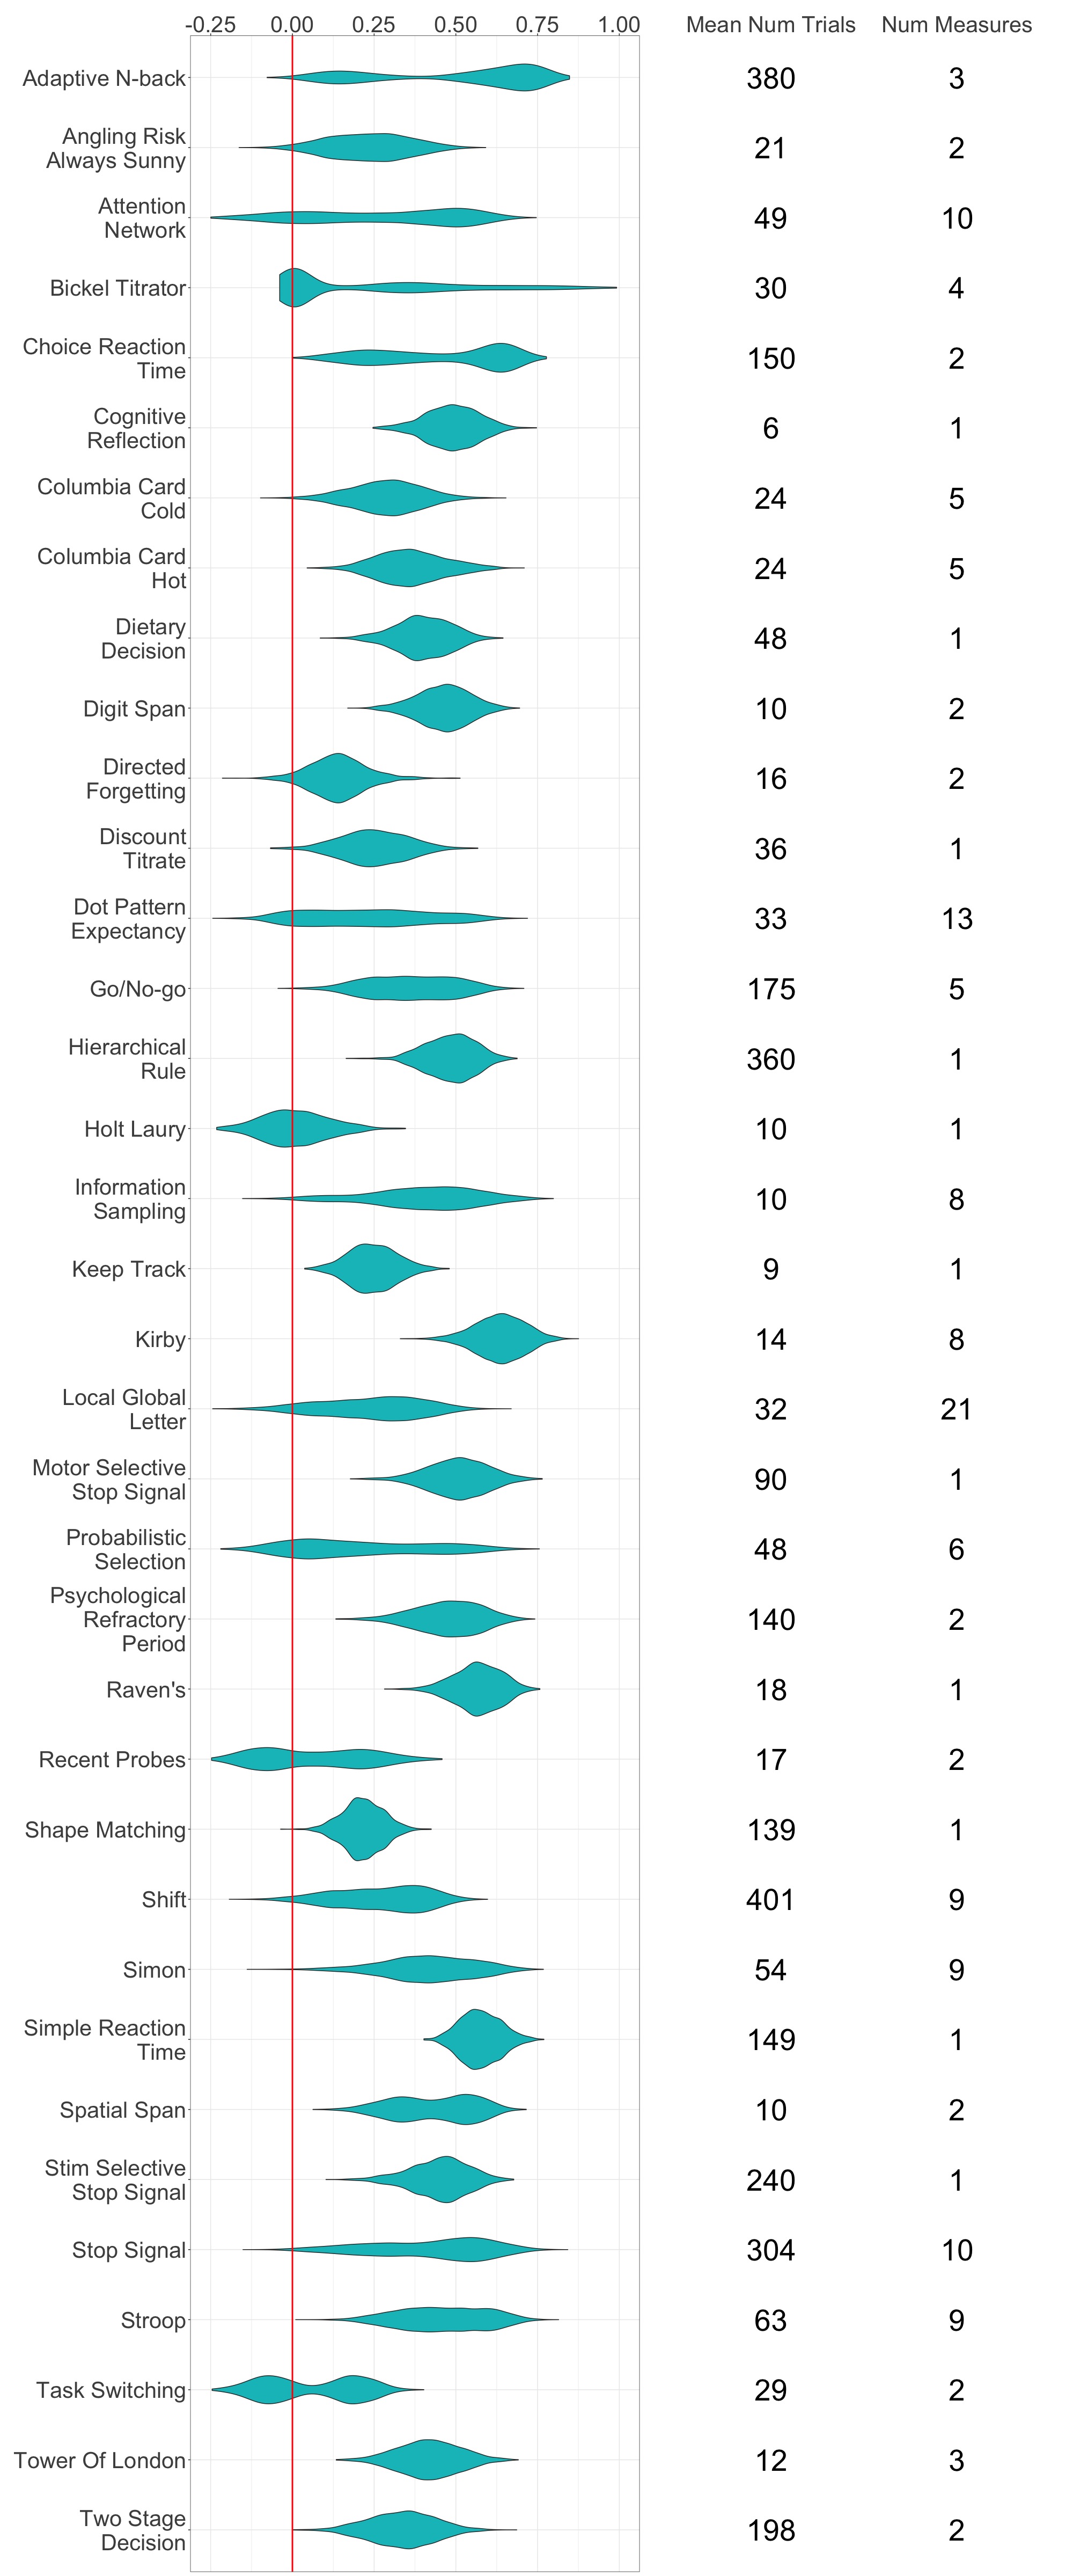 -0.25 0.00 0.25 0.50 0.75 1.00 Mean Num Trials Num Measures
Adaptive N-back 380 3
Angling Risk
Always Sunny 21 2
Attention
Network 49 10
Bickel Titrator 30 4
Choice Reaction
Time 150 2
Cognitive
Reflection 6 1
Columbia Card
Cold 24 5
Columbia Card
Hot 24 5
Dietary
Decision 48 1
Digit Span 10 2
Directed
Forgetting 16 2
Discount
Titrate 36 1
Dot Pattern
Expectancy 33 13
Go/No-go 175 5
Hierarchical
Rule 360 1
Holt Laury 10 1
Information
Sampling 10 8
Keep Track 9 1
Kirby 14 8
Local Global
Letter 32 21
Motor Selective
Stop Signal 90 1
Probabilistic
Selection 48 6
Psychological
Refractory 140 2
Period
Raven's 18 1
Recent Probes 17 2
Shape Matching 139 1
Shift 401 9
Simon 54 9
Simple Reaction
Time 149 1
Spatial Span 10 2
Stim Selective
Stop Signal 240 1
Stop Signal 304 10
Stroop 63 9
Task Switching 29 2
Tower Of London 12 3
Two Stage
Decision 198 2